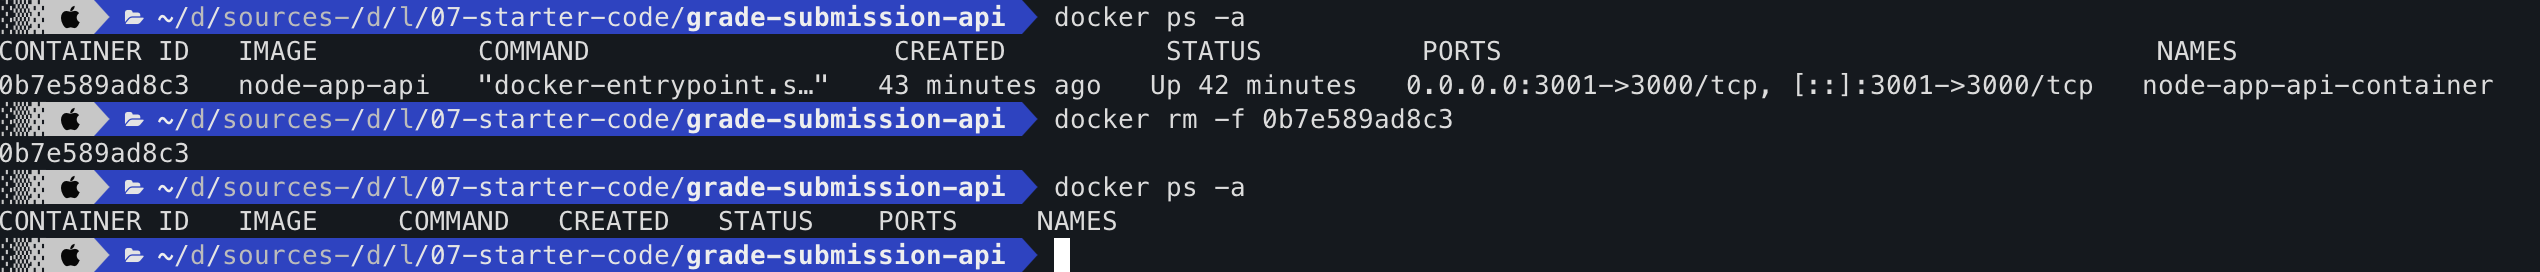 ~/d/sources-/d/l/07-starter-code/grade-submission-api docker ps -a
CONTAINER ID   IMAGE          COMMAND                   CREATED          STATUS          PORTS                                         NAMES
0b7e589ad8c3   node-app-api   "docker-entrypoint.s…"   43 minutes ago   Up 42 minutes   0.0.0.0:3001->3000/tcp, [::]:3001->3000/tcp   node-app-api-container
~/d/sources-/d/l/07-starter-code/grade-submission-api docker rm -f 0b7e589ad8c3
0b7e589ad8c3
~/d/sources-/d/l/07-starter-code/grade-submission-api docker ps -a
CONTAINER ID   IMAGE     COMMAND   CREATED   STATUS    PORTS     NAMES
~/d/sources-/d/l/07-starter-code/grade-submission-api